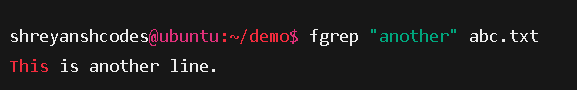 shreyanshcodes@ubuntu:~/demo$ fgrep "another" abc.txt
This is another line.